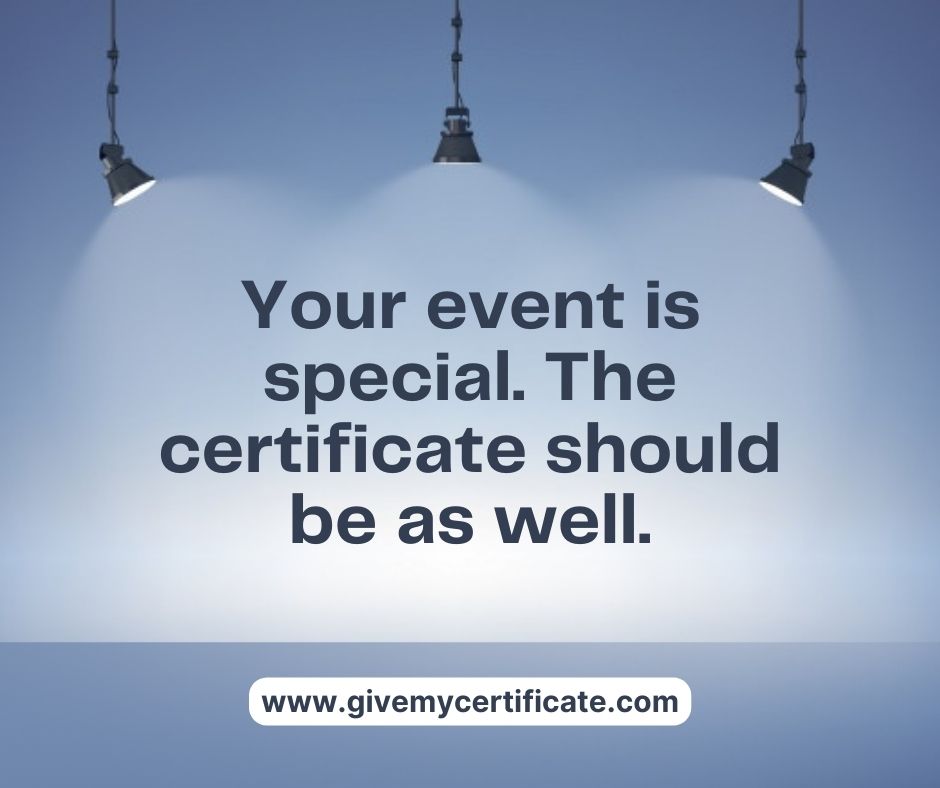 Your event is
special. The
certificate should
be as well.
www.givemycertificate.com